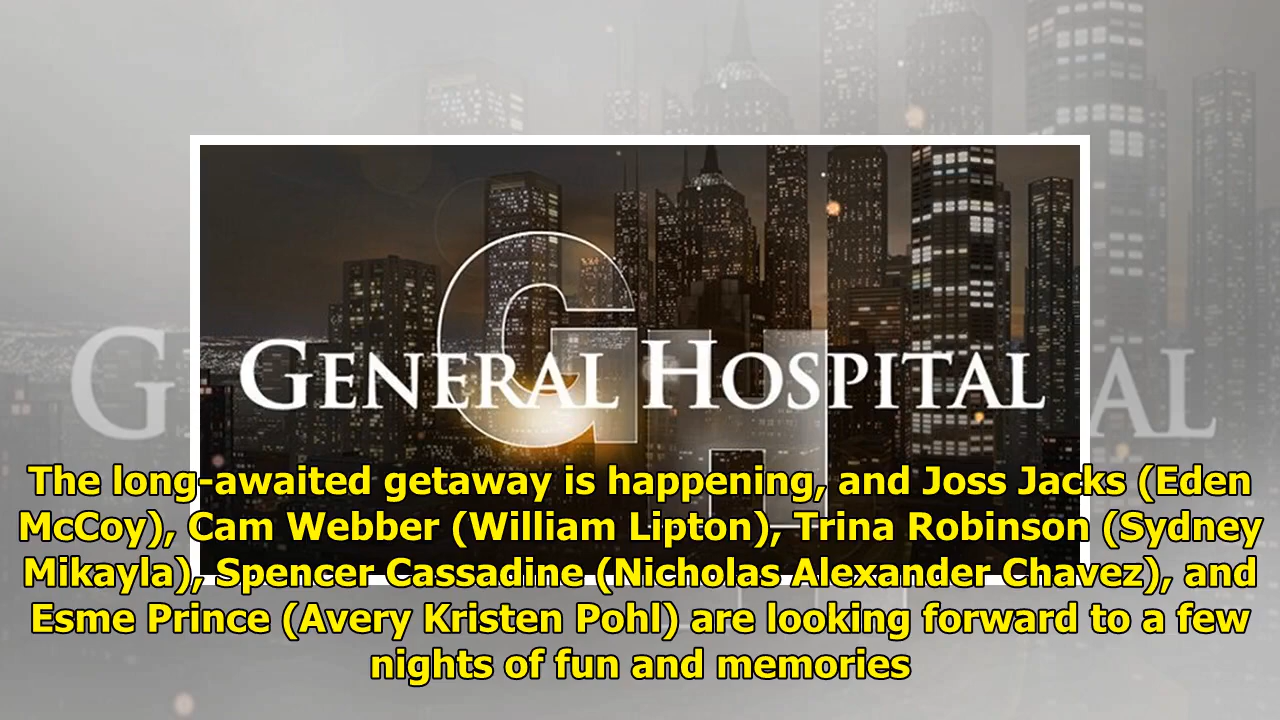 GH
GENERAL HOSPITAL
G AL
The long-awaited getaway is happening, and Joss Jacks (Eden
McCoy), Cam Webber (William Lipton), Trina Robinson (Sydney
Mikayla), Spencer Cassadine (Nicholas Alexander Chavez), and
Esme Prince (Avery Kristen Pohl) are looking forward to a few
nights of fun and memories